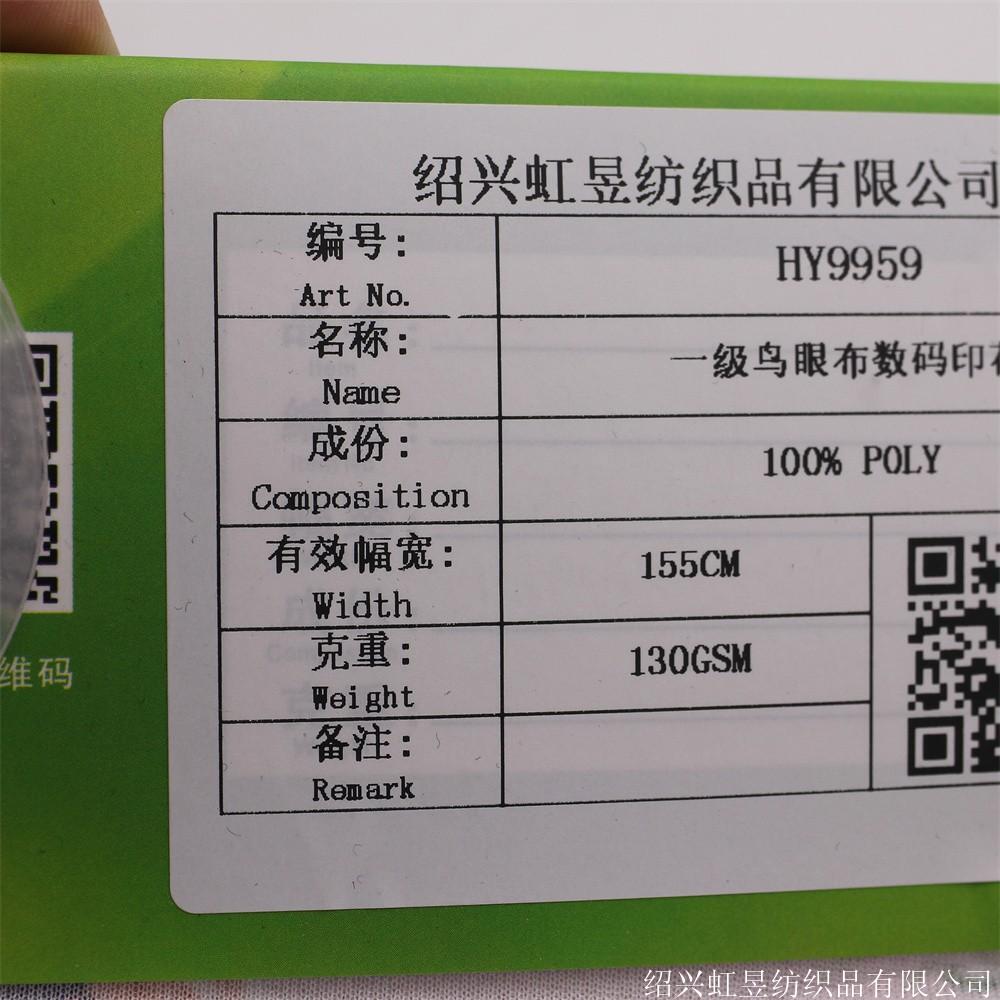 绍兴虹昱纺织品有限公司
编号: HY9959
Art No.
名称: 一级鸟眼布数码印
Name
成份: 100% POLY
Composition
有效幅宽: 155CM
Width
克重: 130GSM
Weight
备注:
Remark
维码
绍兴虹昱纺织品有限公司